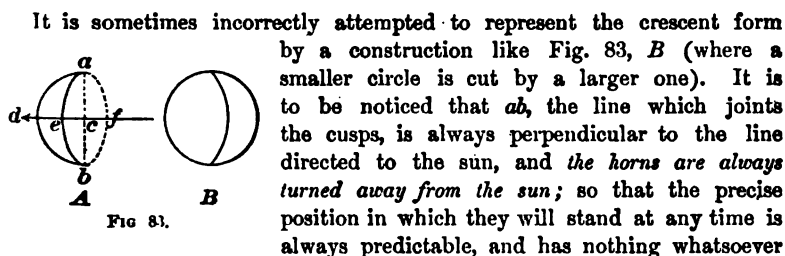 It is sometimes incorrectly attempted to represent the crescent form
by a construction like Fig. 83, B (where a
smaller circle is cut by a larger one). It is
to be noticed that ab, the line which joints
the cusps, is always perpendicular to the line
directed to the sun, and the horns are always
turned away from the sun; so that the precise
position in which they will stand at any time is
always predictable, and has nothing whatsoever
a
d e c f
b
A B
FIG 83.